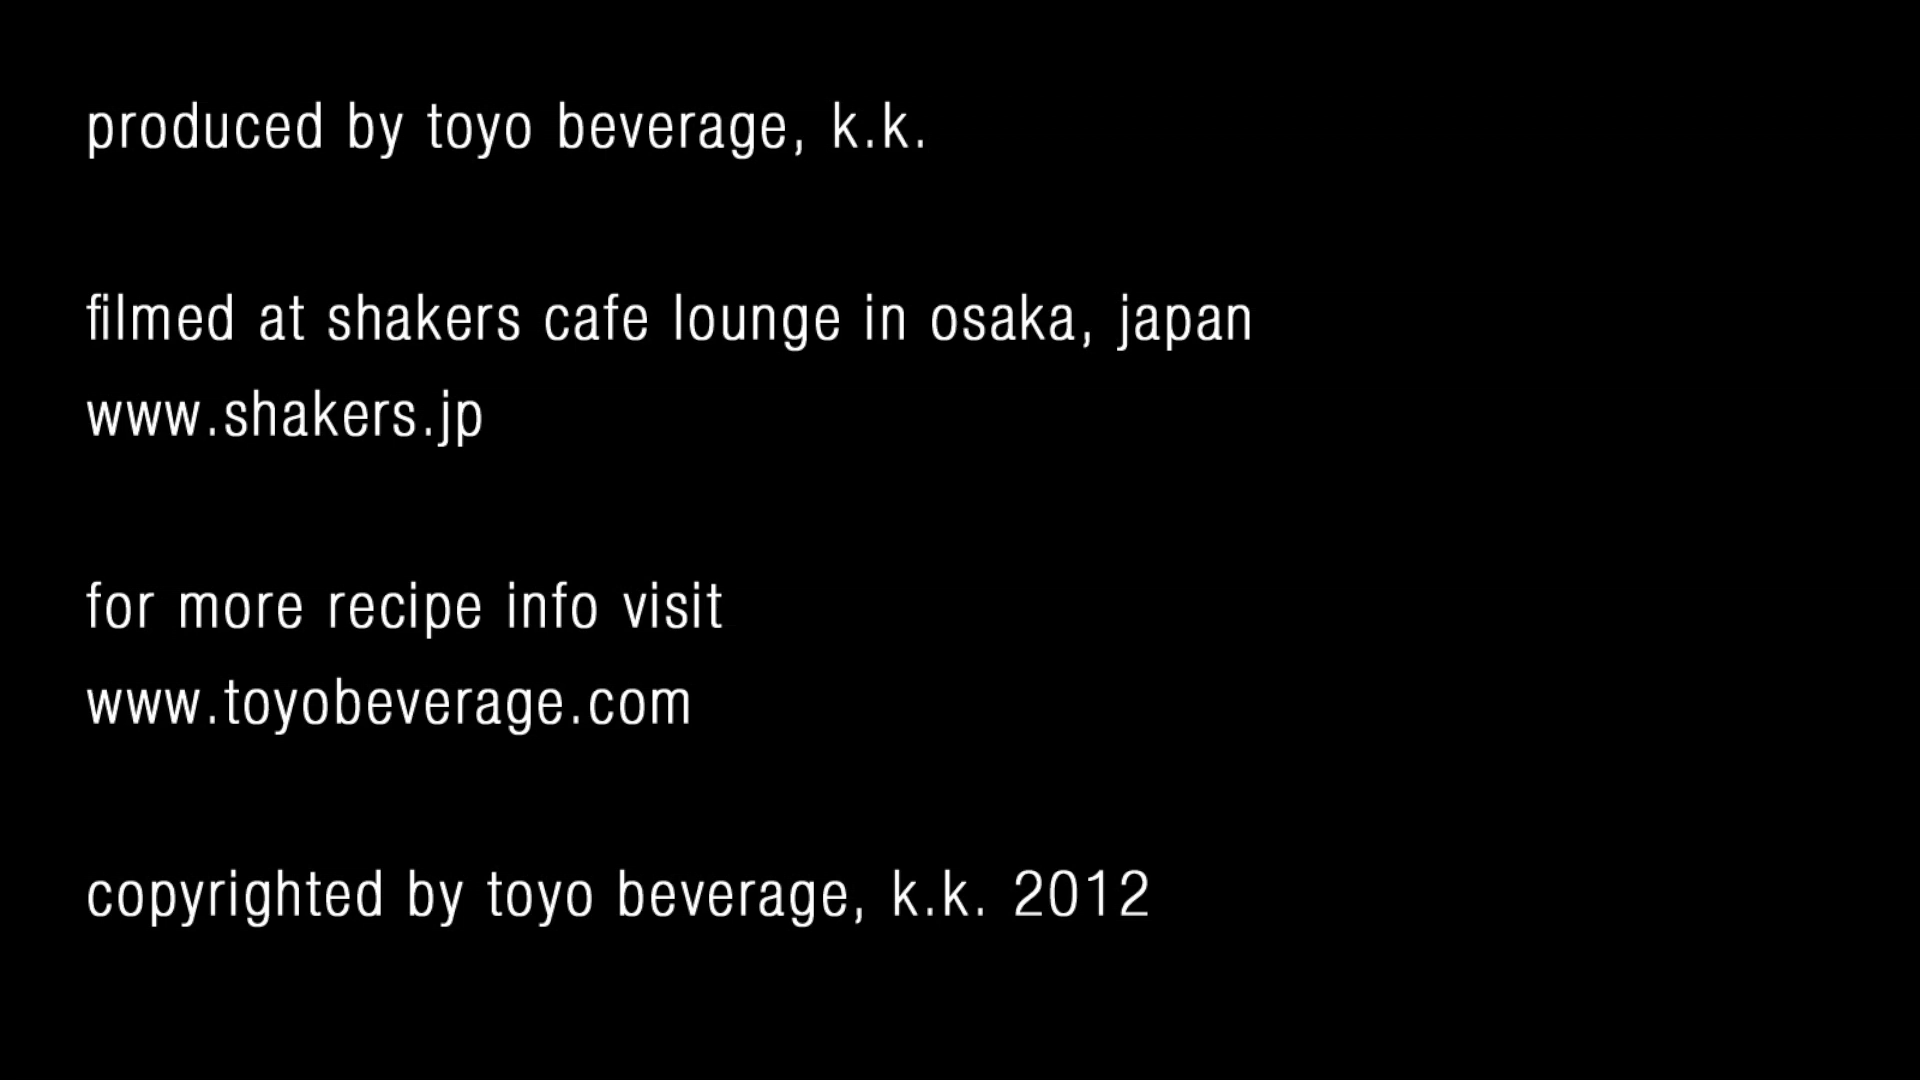 produced by toyo beverage, k.k.
filmed at shakers cafe lounge in osaka, japan
www.shakers.jp
for more recipe info visit
www.toyobeverage.com
copyrighted by toyo beverage, k.k. 2012